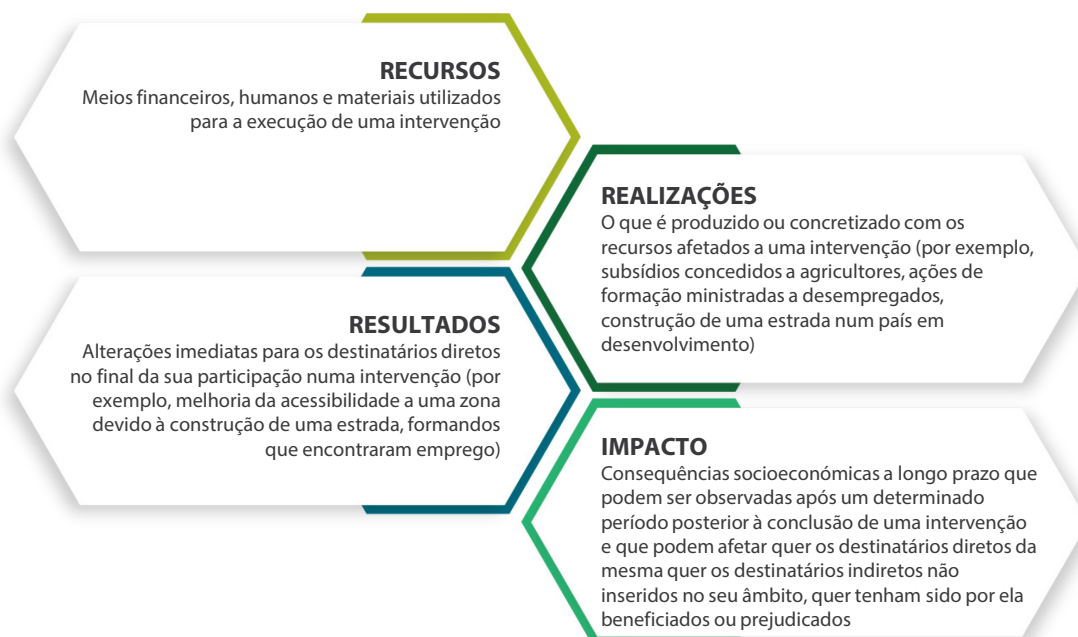 RECURSOS
Meios financeiros, humanos e materiais utilizados
para a execução de uma intervenção
REALIZAÇÕES
O que é produzido ou concretizado com os
recursos afetados a uma intervenção (por exemplo,
subsídios concedidos a agricultores, ações de
formação ministradas a desempregados,
construção de uma estrada num país em
desenvolvimento)
RESULTADOS
Alterações imediatas para os destinatários diretos
no final da sua participação numa intervenção (por
exemplo, melhoria da acessibilidade a uma zona
devido à construção de uma estrada, formandos
que encontraram emprego)
IMPACTO
Consequências socioeconómicas a longo prazo que
podem ser observadas após um determinado
período posterior à conclusão de uma intervenção
e que podem afetar quer os destinatários diretos da
mesma quer os destinatários indiretos não
inseridos no seu âmbito, quer tenham sido por ela
beneficiados ou prejudicados